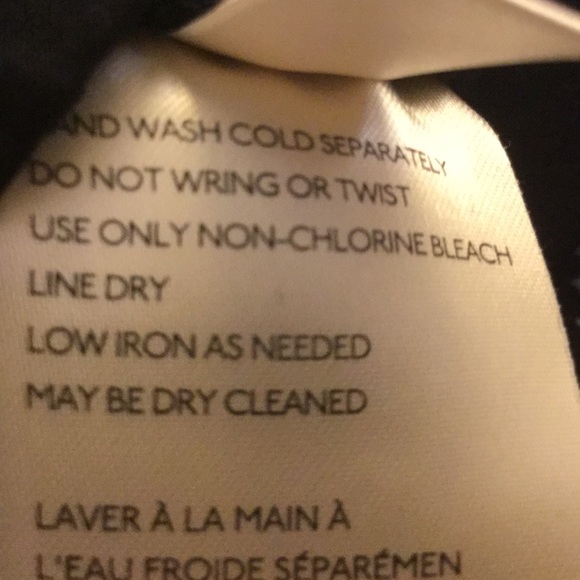 HAND WASH COLD SEPARATELY
DO NOT WRING OR TWIST
USE ONLY NON-CHLORINE BLEACH
LINE DRY
LOW IRON AS NEEDED
MAY BE DRY CLEANED
LAVER À LA MAIN À
L'EAU FROIDE SÉPARÉMEN